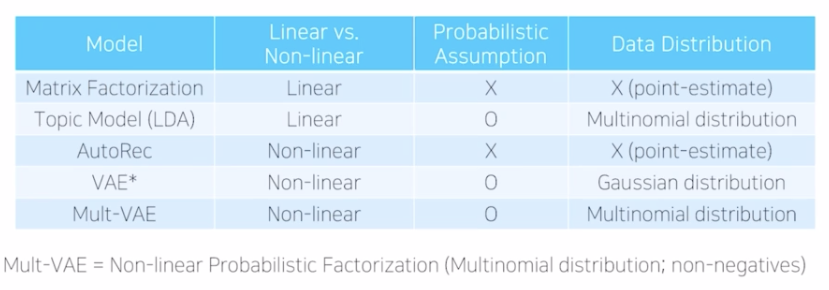 Model Linear vs. Non-linear Probabilistic Assumption Data Distribution
Matrix Factorization Linear X X (point-estimate)
Topic Model (LDA) Linear O Multinomial distribution
AutoRec Non-linear X X (point-estimate)
VAE* Non-linear O Gaussian distribution
Mult-VAE Non-linear O Multinomial distribution
Mult-VAE = Non-linear Probabilistic Factorization (Multinomial distribution; non-negatives)